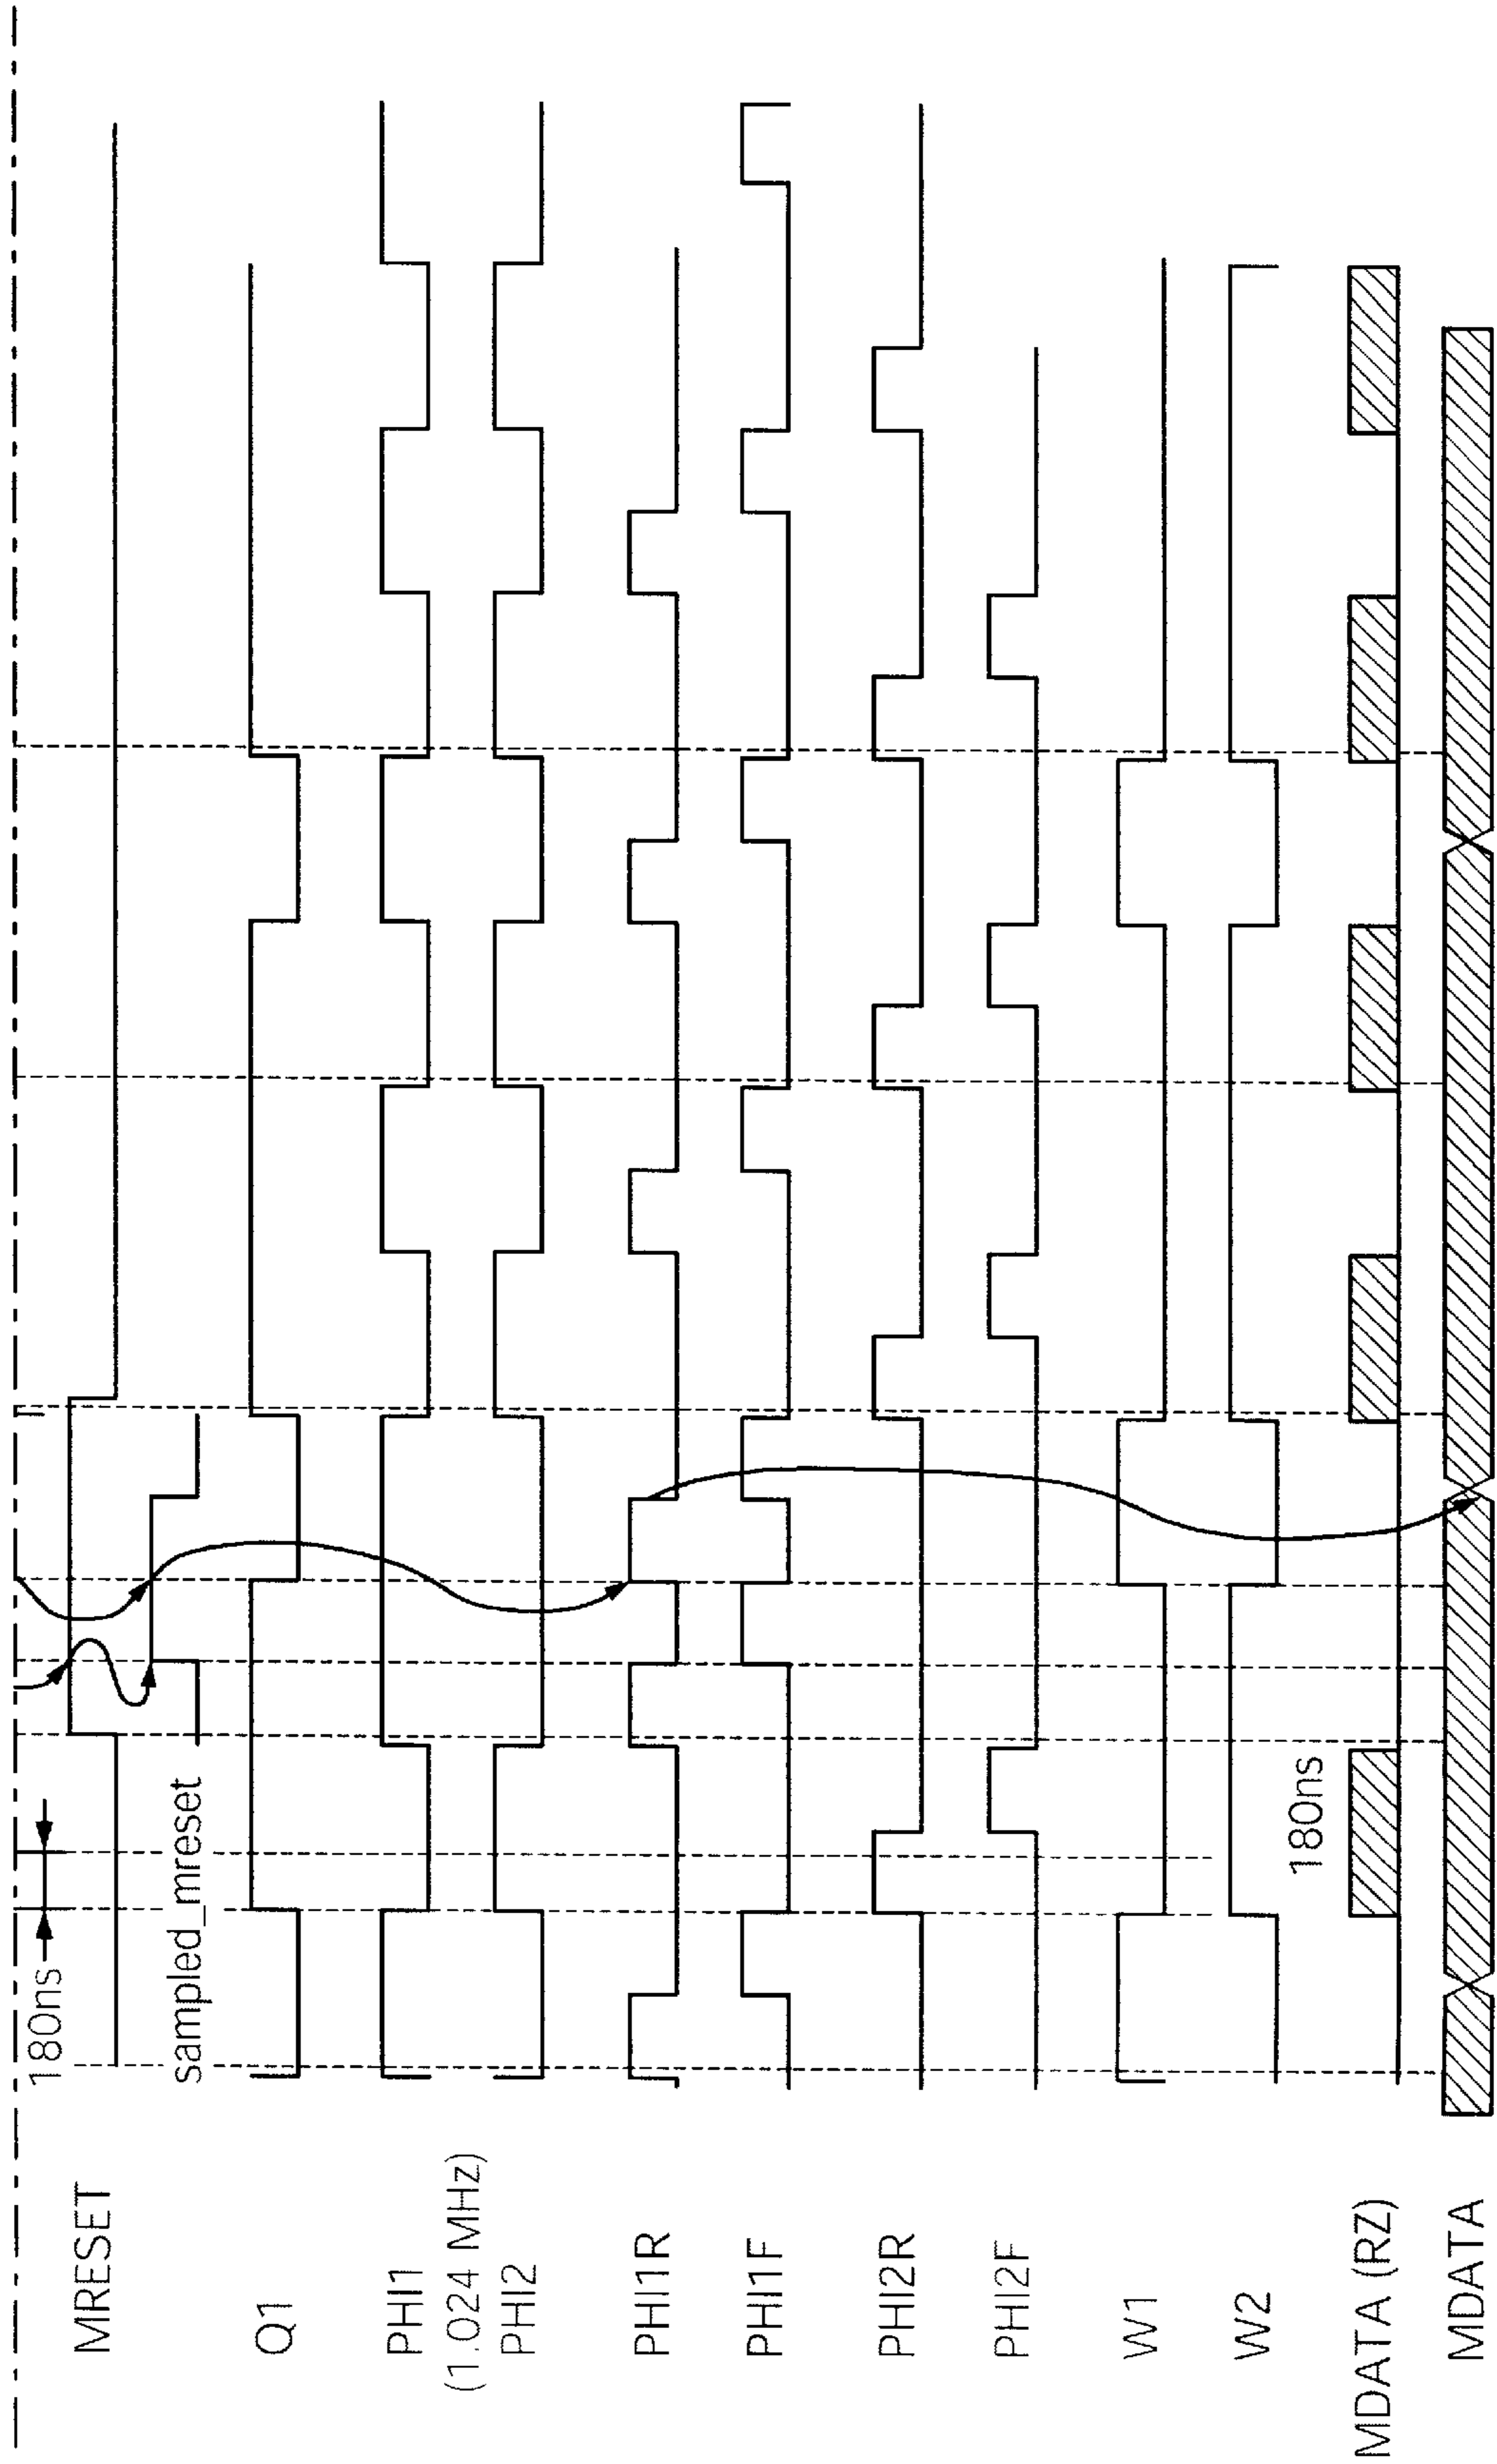 180ns
MRESET
sampled_mreset
Q1
PHI1
(1.024 MHz)
PHI2
PHI1R
PHI1F
PHI2R
PHI2F
W1
W2
180ns
MDATA (RZ)
MDATA